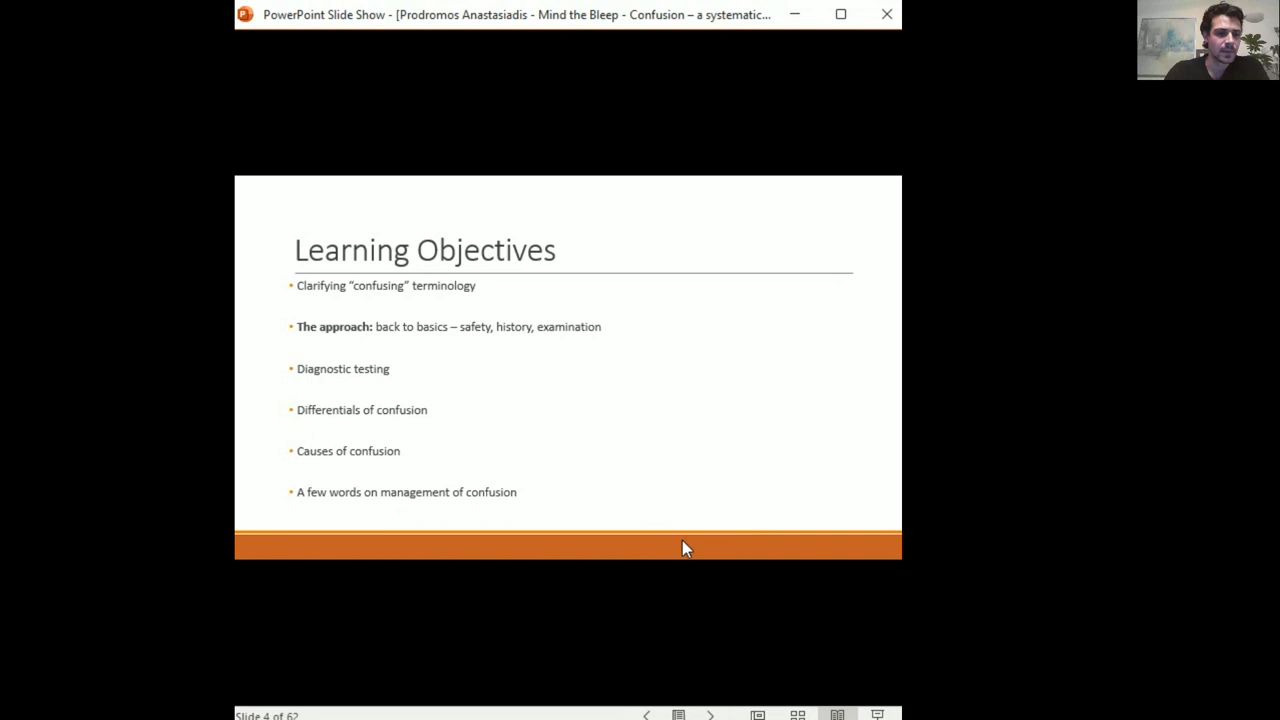 PowerPoint Slide Show - [Prodromos Anastasiadis - Mind the Bleep - Confusion – a systematic...
Learning Objectives
• Clarifying “confusing” terminology
• The approach: back to basics – safety, history, examination
• Diagnostic testing
• Differentials of confusion
• Causes of confusion
• A few words on management of confusion
Slide 4 of 62